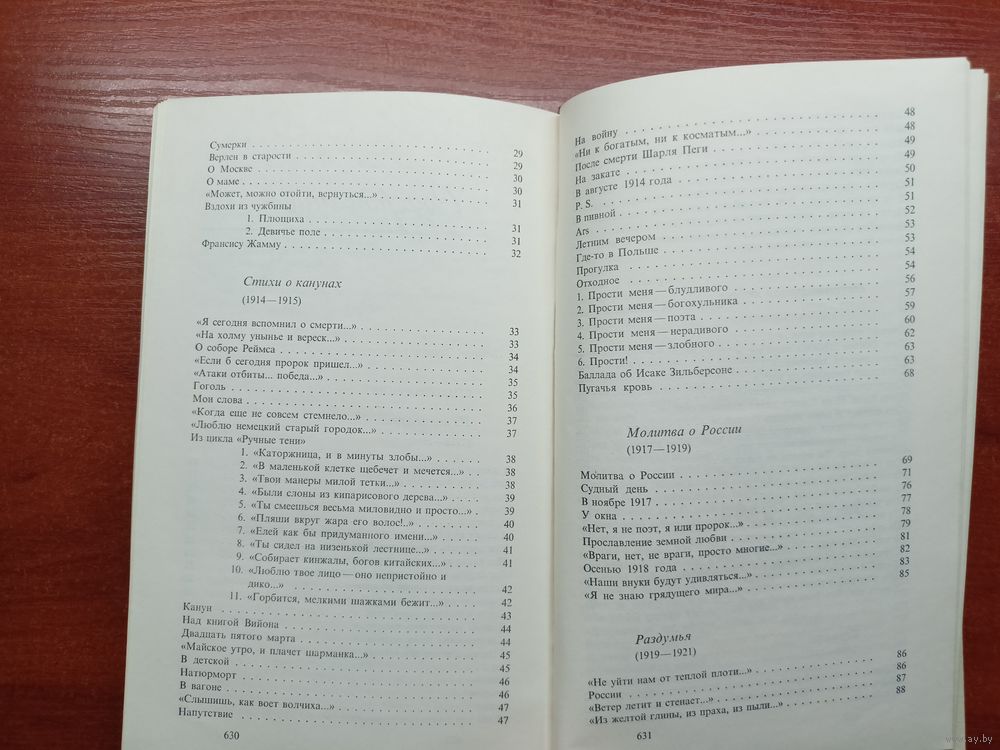 Сумерки . . . 29
Верлен в старости . . . 29
О Москве . . . 30
О маме . . . 30
«Может, можно отойти, вернуться...» . . . 31
Вздохи из чужбины
1. Плющиха . . . 31
2. Девичье поле . . . 31
Франсису Жамму . . . 32
Стихи о канунах
(1914—1915)
«Я сегодня вспомнил о смерти...» . . . 33
«На холму унынье и вереск...» . . . 33
О соборе Реймса . . . 34
«Если б сегодня пророк пришел...» . . . 34
«Атаки отбиты... победа...» . . . 35
Гоголь . . . 35
Мои слова . . . 36
«Когда еще не совсем стемнело...» . . . 37
«Люблю немецкий старый городок...» . . . 37
Из цикла «Ручные тени»
1. «Каторжница, и в минуты злобы...» . . . 38
2. «В маленькой клетке щебечет и мечется...» . . . 38
3. «Твои манеры милой тетки...» . . . 38
4. «Были слоны из кипарисового дерева...» . . . 39
5. «Ты смеешься весьма миловидно и просто...» . 39
6. «Пляши вкруг жара его волос!..» . . . 40
7. «Елей как бы придуманного имени...» . . . 40
8. «Ты сидел на низенькой лестнице...» . . . 41
9. «Собирает кинжалы, богов китайских...» . . . 41
10. «Люблю твое лицо — оно непристойно и
дико...» . . . 42
11. «Горбится, мелкими шажками бежит...» . . . 42
Канун . . . 43
Над книгой Вийона . . . 44
Двадцать пятого марта . . . 44
«Майское утро, и плачет шарманка...» . . . 45
В детской . . . 45
Натюрморт . . . 46
В вагоне . . . 46
«Слышишь, как воет волчиха...» . . . 47
Напутствие . . . 47
630
На войну . . . 48
«Ни к богатым, ни к косматым...» . . . 48
После смерти Шарля Пеги . . . 49
На закате . . . 49
В августе 1914 года . . . 50
P. S. . . . 51
В пивной . . . 51
Ars . . . 52
Летним вечером . . . 53
Где-то в Польше . . . 53
Прогулка . . . 54
Отходное . . . 54
1. Прости меня — блудливого . . . 56
2. Прости меня — богохульника . . . 57
3. Прости меня — поэта . . . 59
4. Прости меня — нерадивого . . . 60
5. Прости меня — злобного . . . 62
6. Прости! . . . 63
Баллада об Исаке Зильберсоне . . . 63
Пугачья кровь . . . 68
Молитва о России
(1917—1919)
Молитва о России . . . 69
Судный день . . . 71
В ноябре 1917 . . . 76
У окна . . . 77
«Нет, я не поэт, я или пророк...» . . . 78
Прославление земной любви . . . 79
«Враги, нет, не враги, просто многие...» . . . 81
Осенью 1918 года . . . 82
«Наши внуки будут удивляться...» . . . 83
«Я не знаю грядущего мира...» . . . 85
Раздумья
(1919—1921)
«Не уйти нам от теплой плоти...» . . . 86
России . . . 86
«Ветер летит и стенает...» . . . 87
«Из желтой глины, из праха, из пыли...» . . . 88
631
www.ay.by